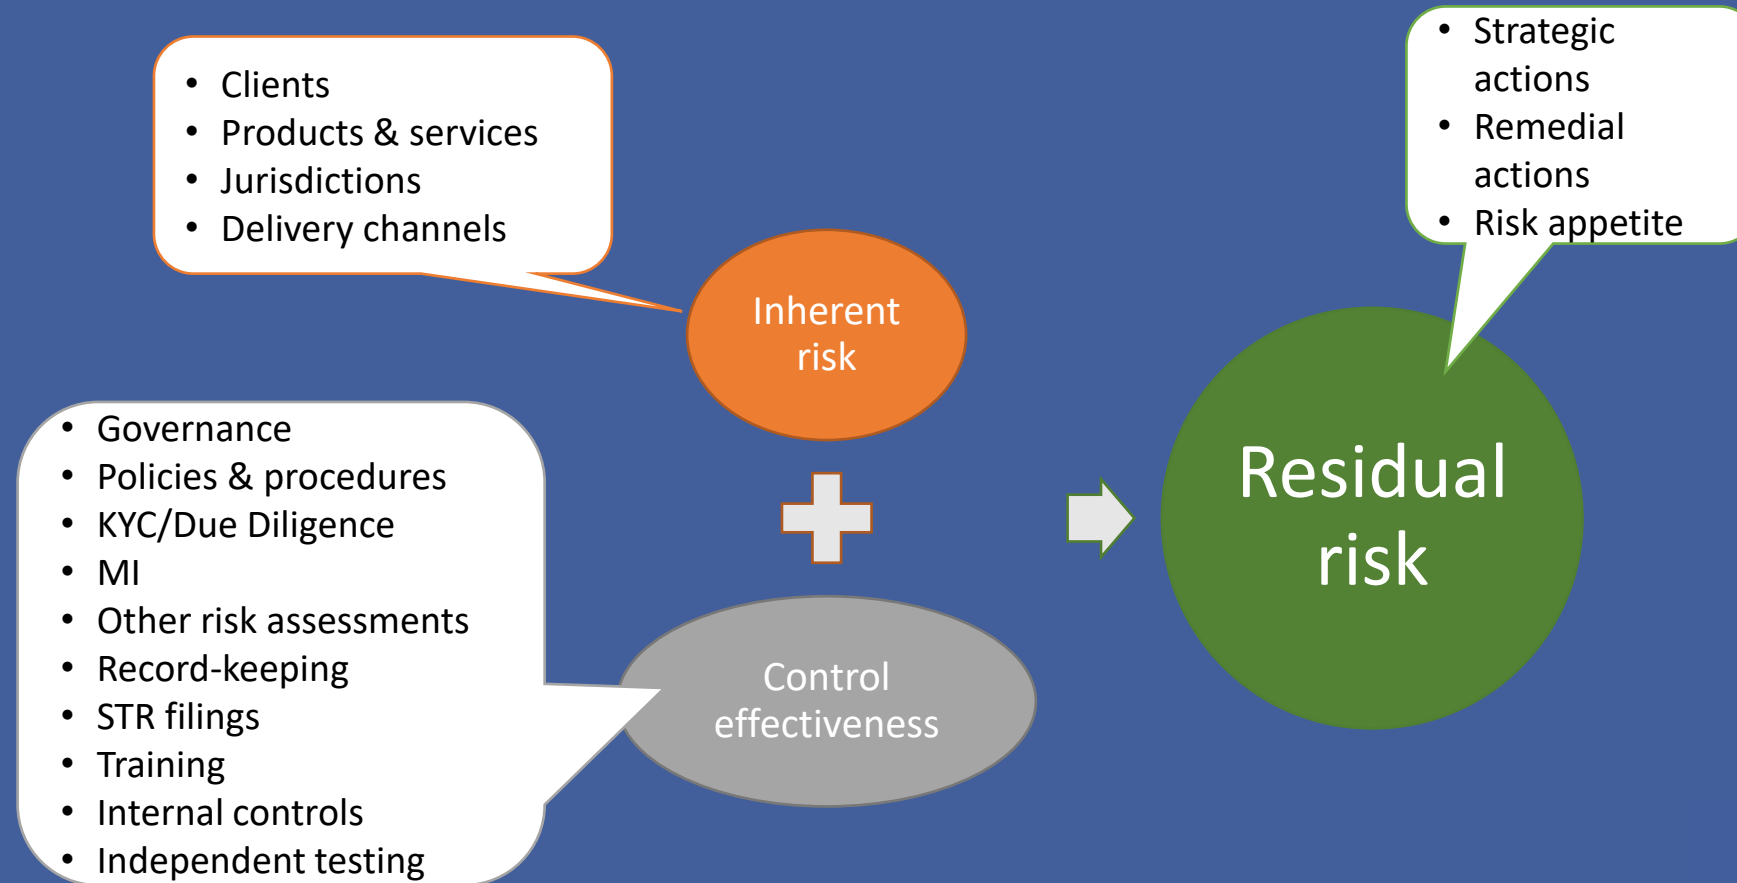 • Clients
• Products & services
• Jurisdictions
• Delivery channels
• Strategic
actions
• Remedial
actions
• Risk appetite
Inherent
risk
• Governance
• Policies & procedures
• KYC/Due Diligence
• MI
• Other risk assessments
• Record-keeping
• STR filings
• Training
• Internal controls
• Independent testing
Control
effectiveness
Residual
risk